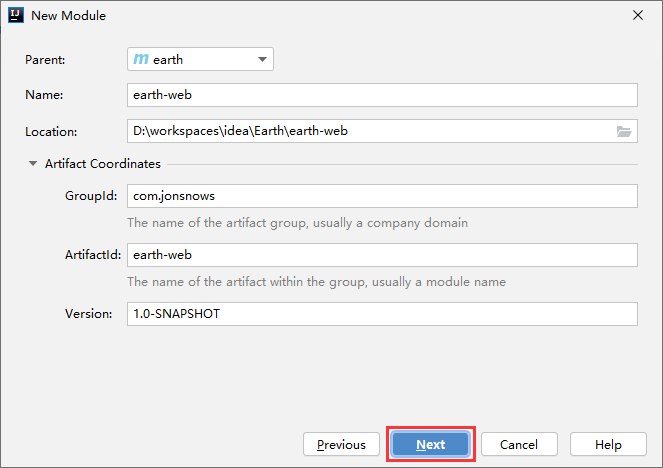 New Module
Parent: m earth
Name: earth-web
Location: D:\workspaces\idea\Earth\earth-web
Artifact Coordinates
GroupId: com.jonsnows
The name of the artifact group, usually a company domain
ArtifactId: earth-web
The name of the artifact within the group, usually a module name
Version: 1.0-SNAPSHOT
Previous Next Cancel Help